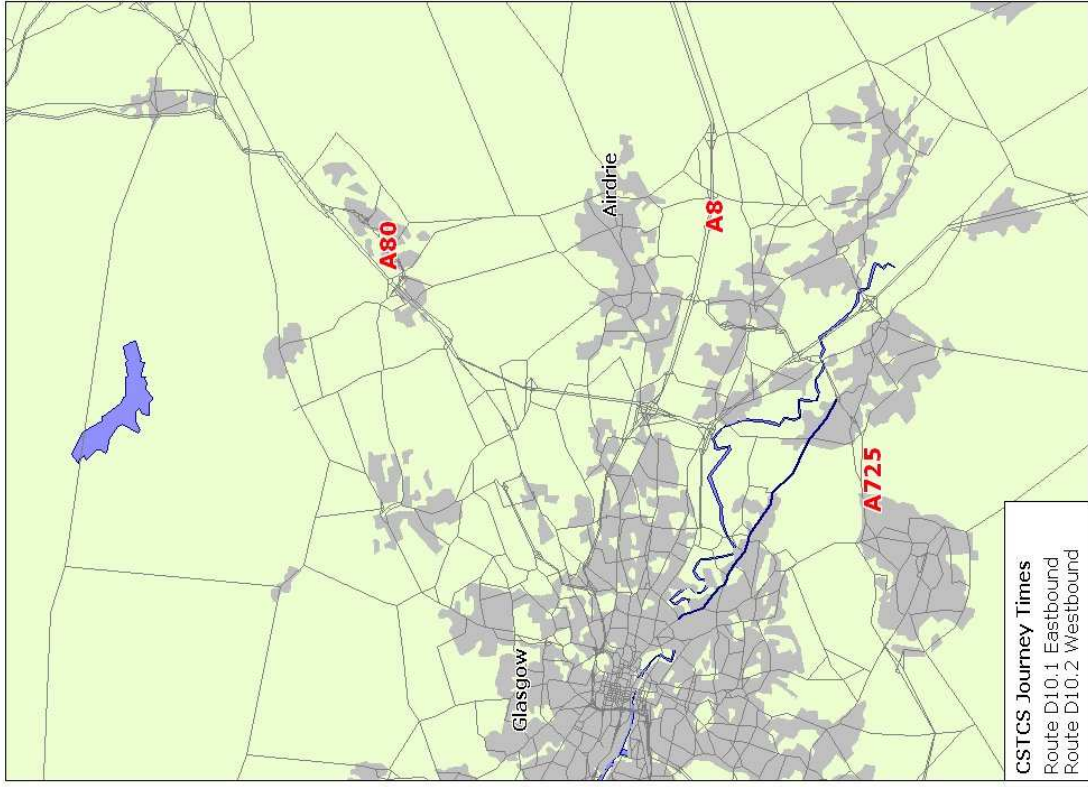 A80
Airdrie
A8
Glasgow
A725
CSTCS Journey Times
Route D10.1 Eastbound
Route D10.2 Westbound